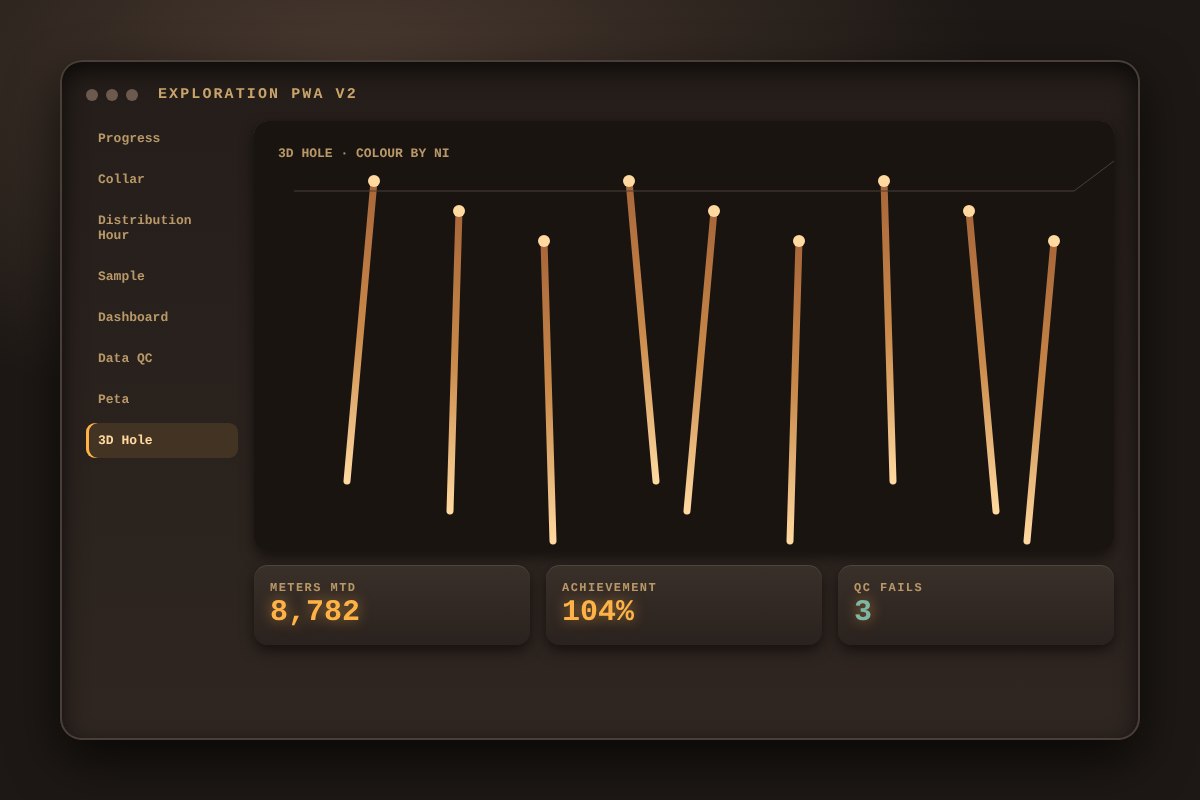 EXPLORATION PWA V2
Progress
Collar
Distribution
Hour
Sample
Dashboard
Data QC
Peta
3D Hole
3D HOLE · COLOUR BY NI
METERS MTD
8,782
ACHIEVEMENT
104%
QC FAILS
3